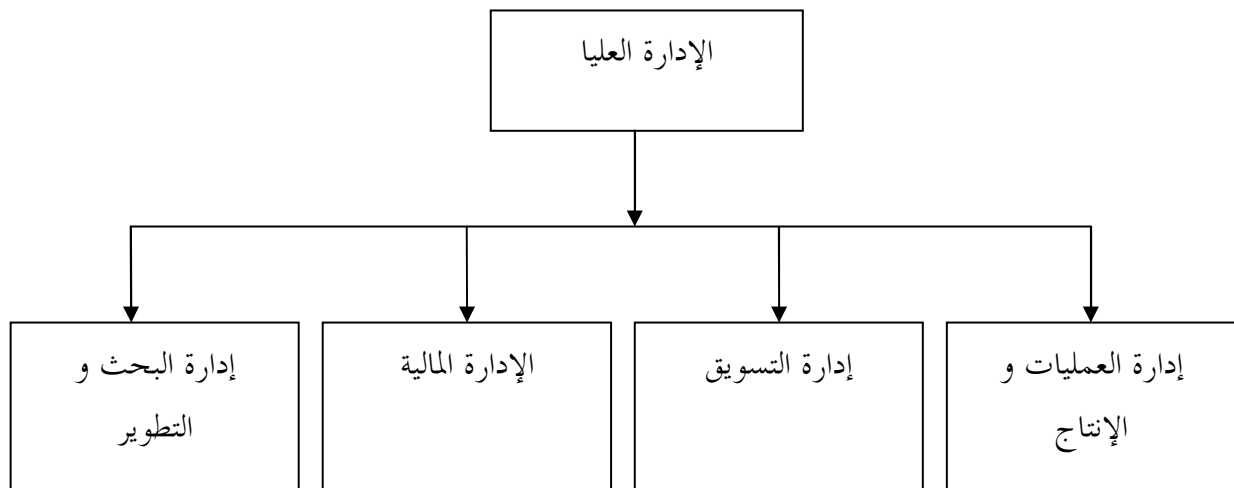 الإدارة العليا
إدارة العمليات و
الإنتاج
إدارة التسويق
الإدارة المالية
إدارة البحث و
التطوير